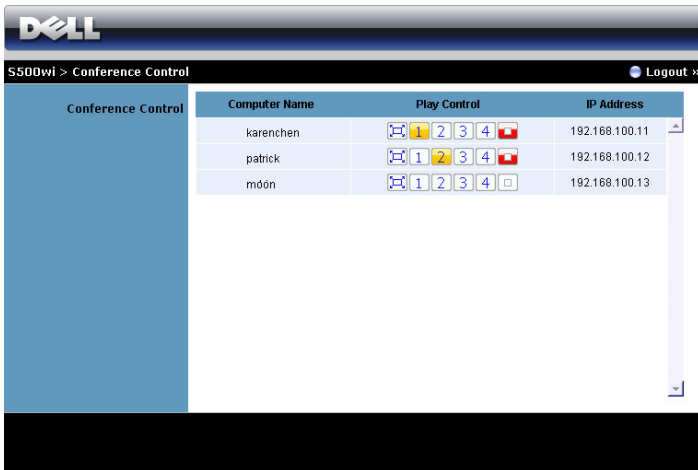 DELL
S500wi > Conference Control
Logout »
Conference Control
Computer Name Play Control IP Address
karenchen 1 2 3 4 192.168.100.11
patrick 1 2 3 4 192.168.100.12
móón 1 2 3 4 192.168.100.13